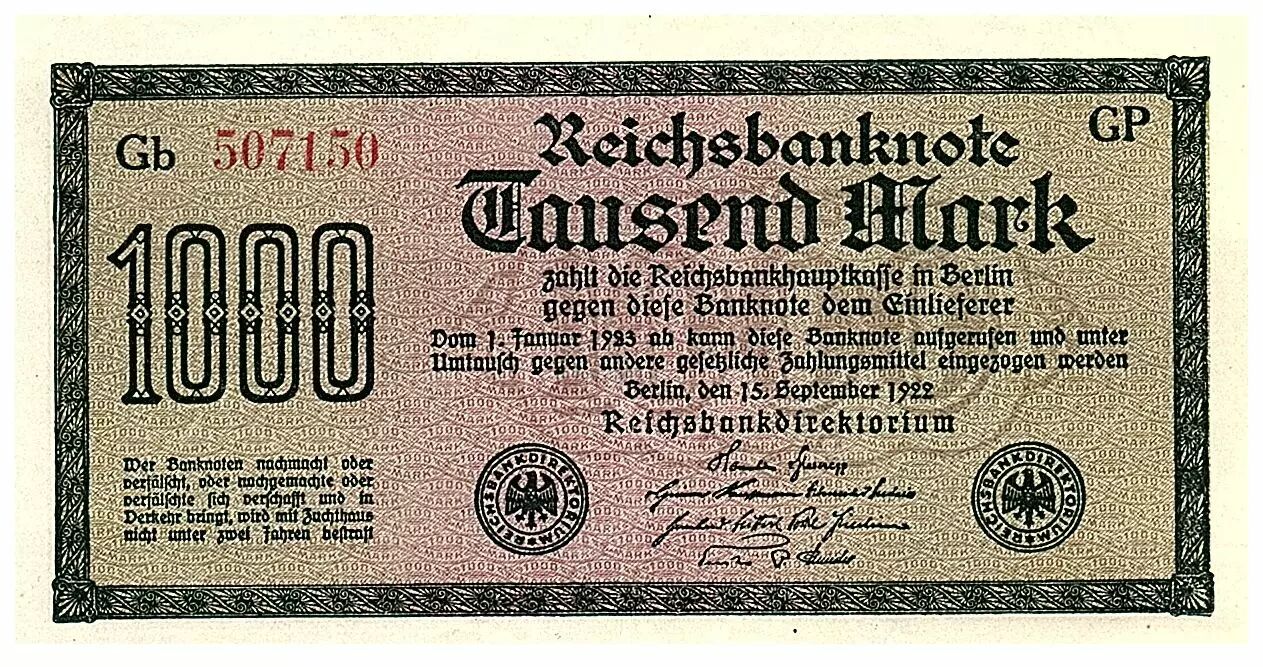 Gb 507150
GP
Reichsbanknote
Tausend Mark
zahlt die Reichsbankhauptkasse in Berlin
gegen diese Banknote dem Einlieferer
Vom 1. Januar 1923 ab kann diese Banknote aufgerufen und unter
Umtausch gegen andere gesetzliche Zahlungsmittel eingezogen werden
Berlin, den 15. September 1922
Reichsbankdirektorium
1000
Wer Banknoten nachmacht oder
verfälscht, oder nachgemachte oder
verfälschte sich verschafft und in
Verkehr bringt, wird mit Zuchthaus
nicht unter zwei Jahren bestraft
REICHSBANKDIREKTORIUM
REICHSBANKDIREKTORIUM